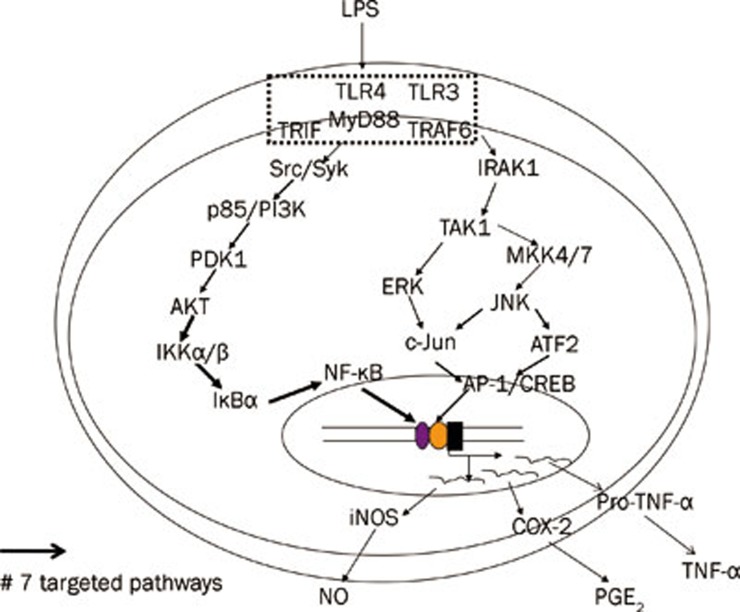 LPS
TLR4 TLR3
MyD88
TRIF TRAF6
Src/Syk IRAK1
p85/PI3K
TAK1
PDK1 MKK4/7
ERK
AKT JNK
c-Jun ATF2
IKKα/β
NF-κB AP-1/CREB
IκBα
Pro-TNF-α
iNOS COX-2
TNF-α
# 7 targeted pathways
NO PGE2